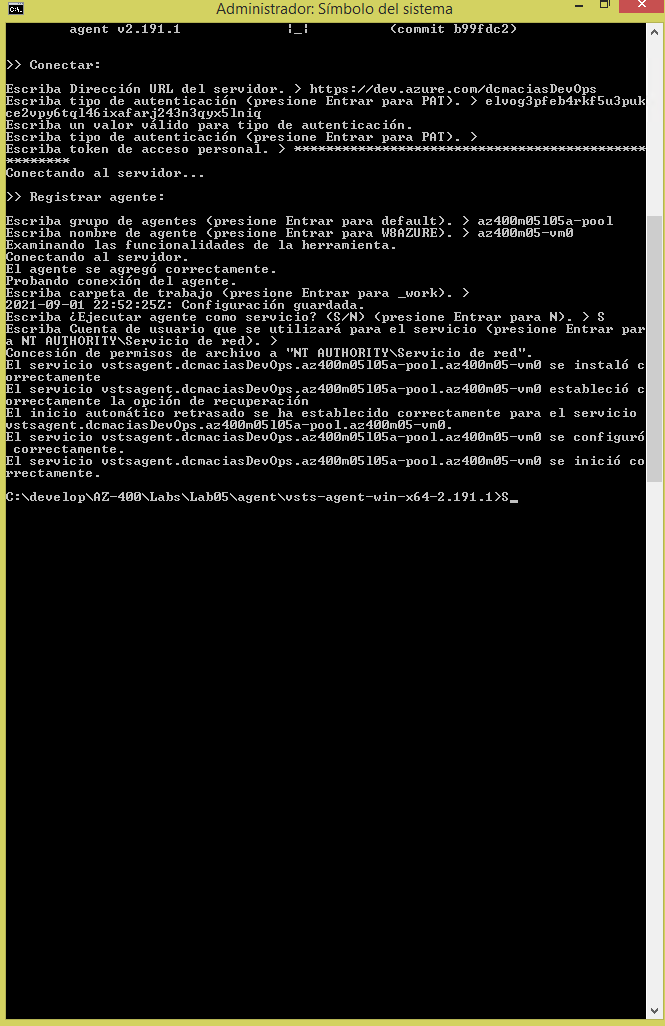 Administrador: Símbolo del sistema
agent v2.191.1 |_| (commit b99fdc2)
>> Conectar:
Escriba Dirección URL del servidor. > https://dev.azure.com/dcmaciasDevOps
Escriba tipo de autenticación (presione Entrar para PAT). > elvog3pfeb4rkf5u3puk
ce2vpy6tql46ixafarj243n3qyx5lniq
Escriba un valor válido para tipo de autenticación.
Escriba tipo de autenticación (presione Entrar para PAT). >
Escriba token de acceso personal. > ********************************************
********
Conectando al servidor...
>> Registrar agente:
Escriba grupo de agentes (presione Entrar para default). > az400m05l05a-pool
Escriba nombre de agente (presione Entrar para W8AZURE). > az400m05-vm0
Examinando las funcionalidades de la herramienta.
Conectando al servidor.
El agente se agregó correctamente.
Probando conexión del agente.
Escriba carpeta de trabajo (presione Entrar para _work). >
2021-09-01 22:52:25Z: Configuración guardada.
Escriba ¿Ejecutar agente como servicio? (S/N) (presione Entrar para N). > S
Escriba Cuenta de usuario que se utilizará para el servicio (presione Entrar par
a NT AUTHORITY\Servicio de red). >
Concesión de permisos de archivo a "NT AUTHORITY\Servicio de red".
El servicio vstsagent.dcmaciasDevOps.az400m05l05a-pool.az400m05-vm0 se instaló c
orrectamente
El servicio vstsagent.dcmaciasDevOps.az400m05l05a-pool.az400m05-vm0 estableció c
orrectamente la opción de recuperación
El inicio automático retrasado se ha establecido correctamente para el servicio
vstsagent.dcmaciasDevOps.az400m05l05a-pool.az400m05-vm0.
El servicio vstsagent.dcmaciasDevOps.az400m05l05a-pool.az400m05-vm0 se configuró
correctamente.
El servicio vstsagent.dcmaciasDevOps.az400m05l05a-pool.az400m05-vm0 se inició co
rrectamente.
C:\develop\AZ-400\Labs\Lab05\agent\vsts-agent-win-x64-2.191.1>S_